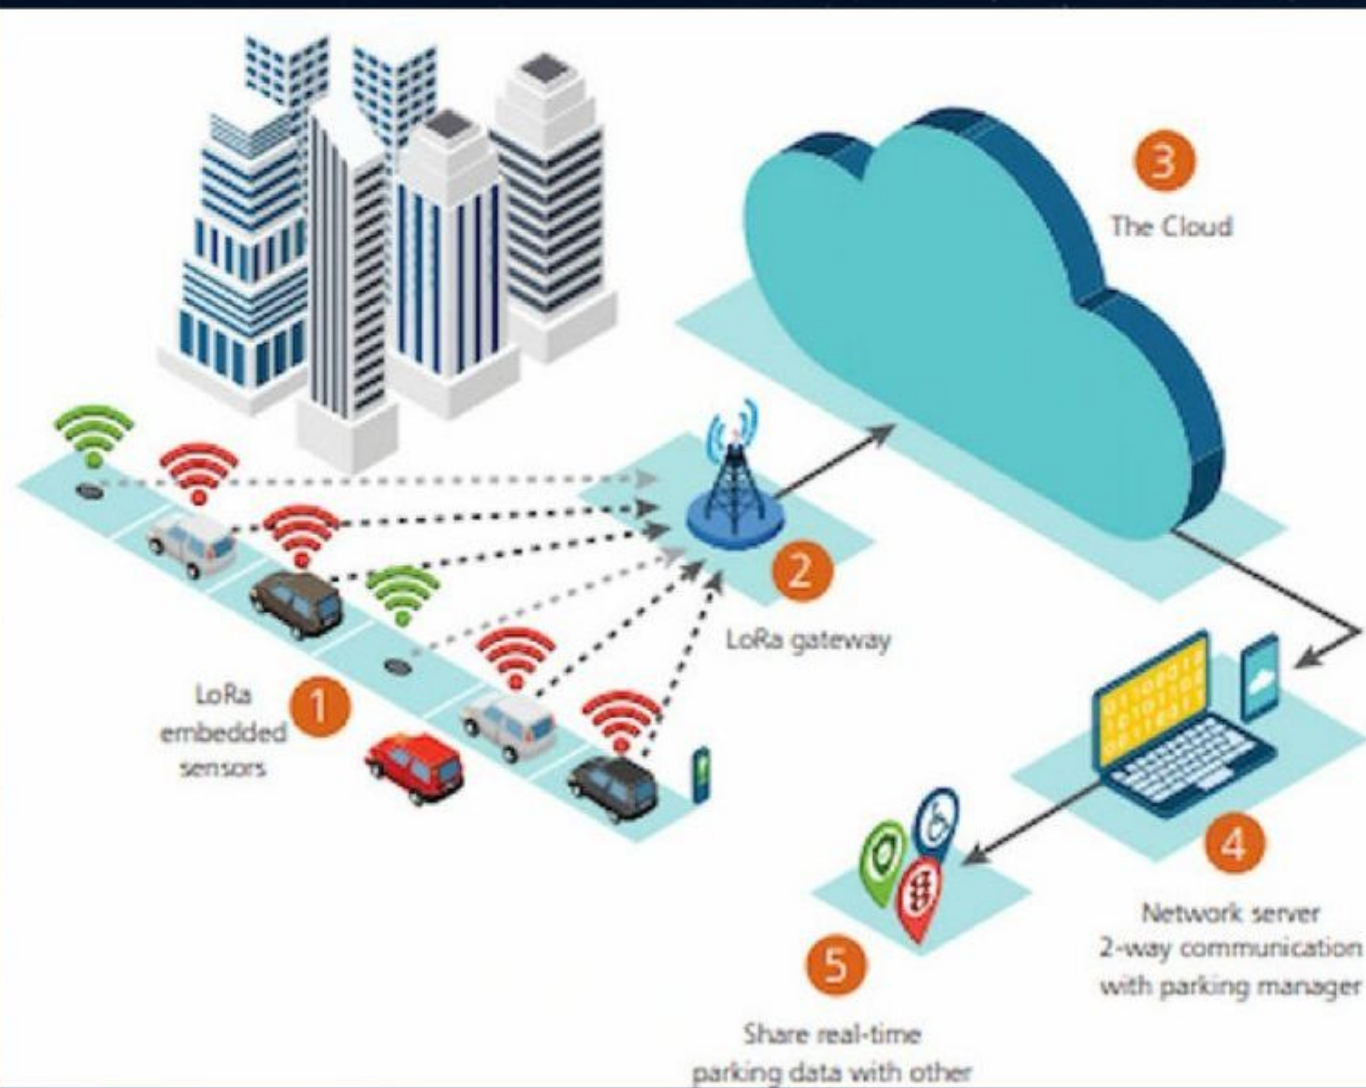 3
The Cloud
2
LoRa gateway
LoRa
embedded
sensors
1
4
Network server
2-way communication
with parking manager
5
Share real-time
parking data with other